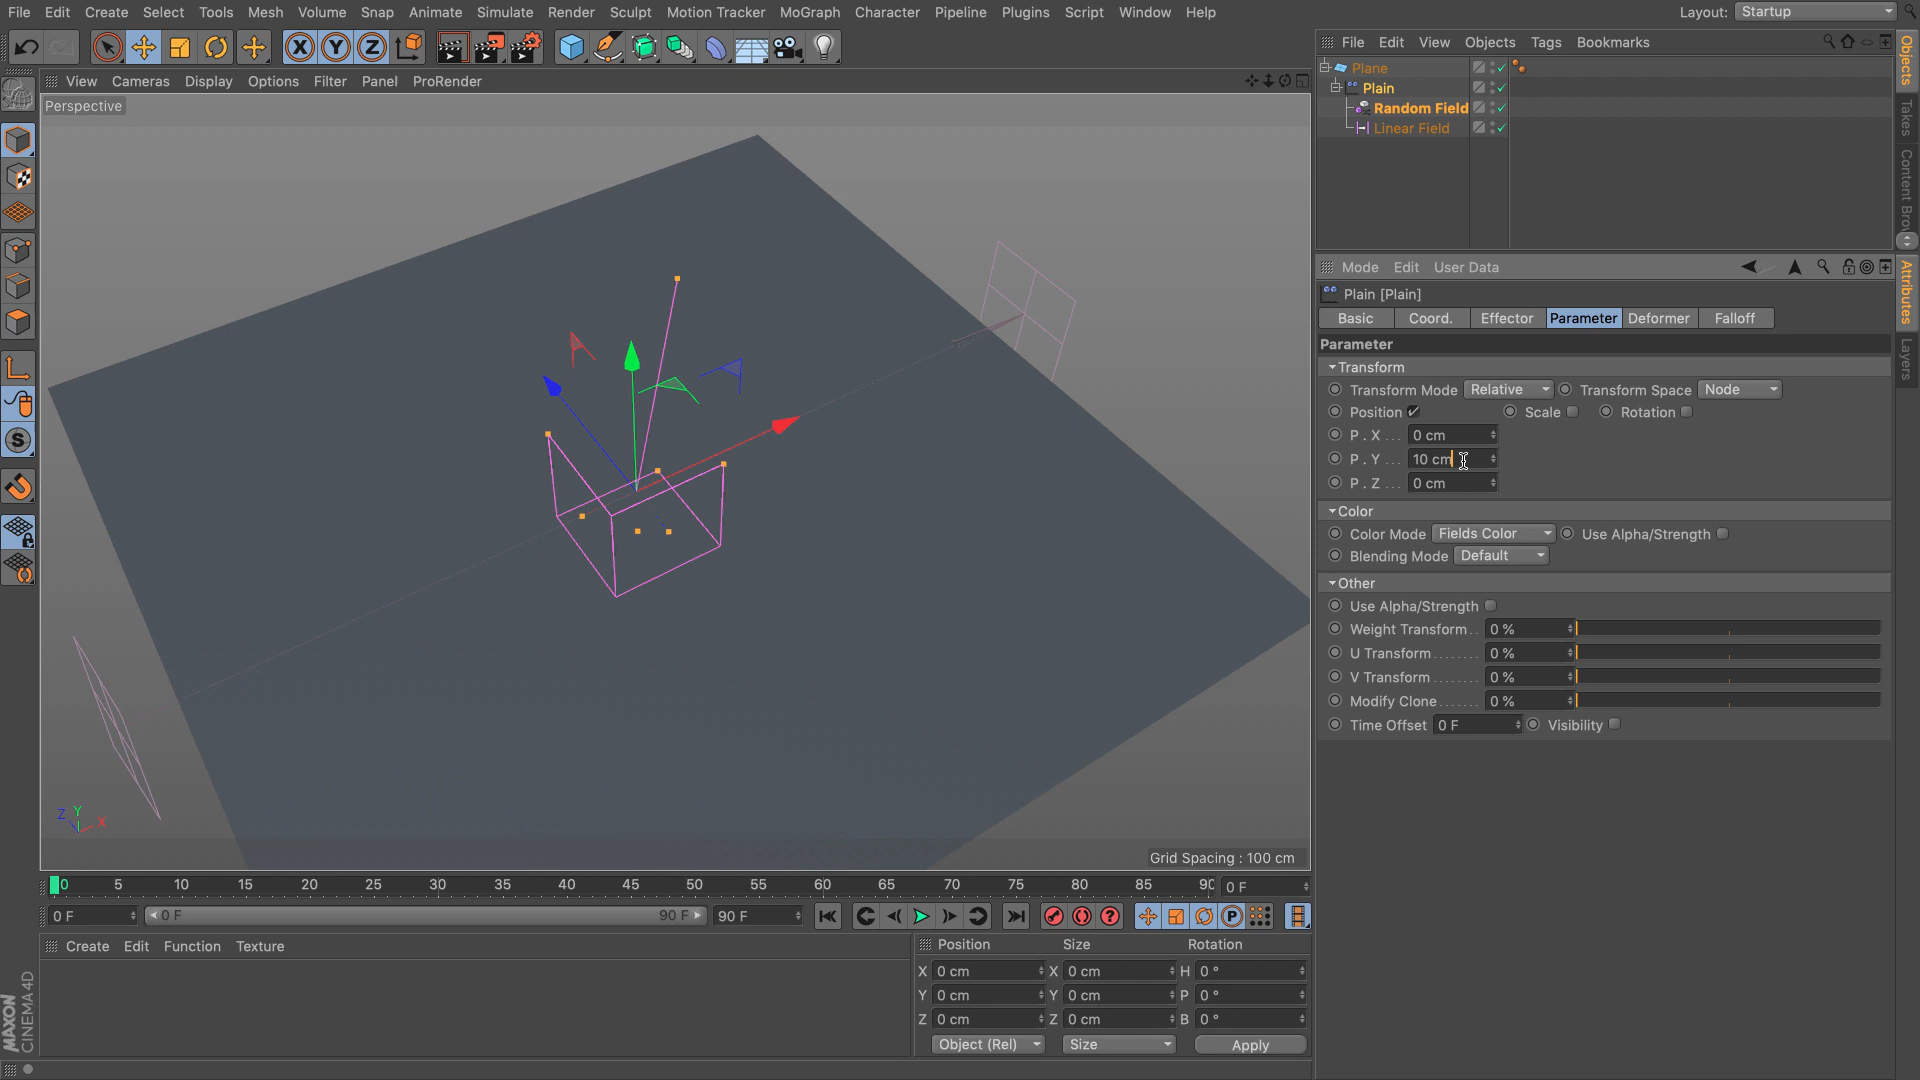 File Edit Create Select Tools Mesh Volume Snap Animate Simulate Render Sculpt Motion Tracker MoGraph Character Pipeline Plugins Script Window Help Layout: Startup
X Y Z
File Edit View Objects Tags Bookmarks
View Cameras Display Options Filter Panel ProRender
Perspective
Plane
Plain
Random Field
Linear Field
Objects
Takes
Content Brow
Attributes
Layers
Mode Edit User Data
Plain [Plain]
Basic Coord. Effector Parameter Deformer Falloff
Parameter
Transform
Transform Mode Relative Transform Space Node
Position Scale Rotation
P . X . . . 0 cm
P . Y . . . 10 cm
P . Z . . . 0 cm
Color
Color Mode Fields Color Use Alpha/Strength
Blending Mode Default
Other
Use Alpha/Strength
Weight Transform . . 0 %
U Transform . . . . . . . . 0 %
V Transform . . . . . . . . 0 %
Modify Clone . . . . . . . 0 %
Time Offset 0 F Visibility
S
Z Y X
Grid Spacing : 100 cm
0 5 10 15 20 25 30 35 40 45 50 55 60 65 70 75 80 85 90 0 F
0 F 0 F 90 F 90 F P
Create Edit Function Texture
Position Size Rotation
X 0 cm X 0 cm H 0 °
Y 0 cm Y 0 cm P 0 °
Z 0 cm Z 0 cm B 0 °
Object (Rel) Size Apply
MAXON
CINEMA 4D